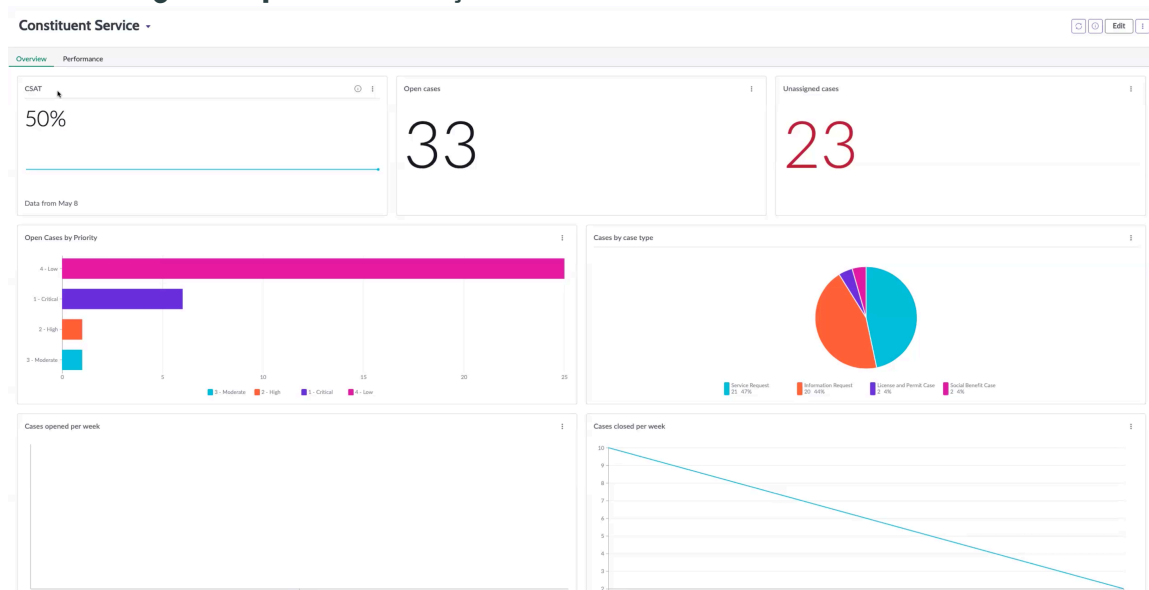 Constituent Service
Edit
Overview Performance
CSAT
50%
Data from May 8
Open cases
33
Unassigned cases
23
Open Cases by Priority
4 - Low
1 - Critical
2 - High
3 - Moderate
0 5 10 15 20 25
3 - Moderate 2 - High 1 - Critical 4 - Low
Cases by case type
Service Request Information Request License and Permit Case Social Benefit Case
21 47% 20 44% 2 4% 2 4%
Cases opened per week
Cases closed per week
10
9
8
7
6
5
4
3